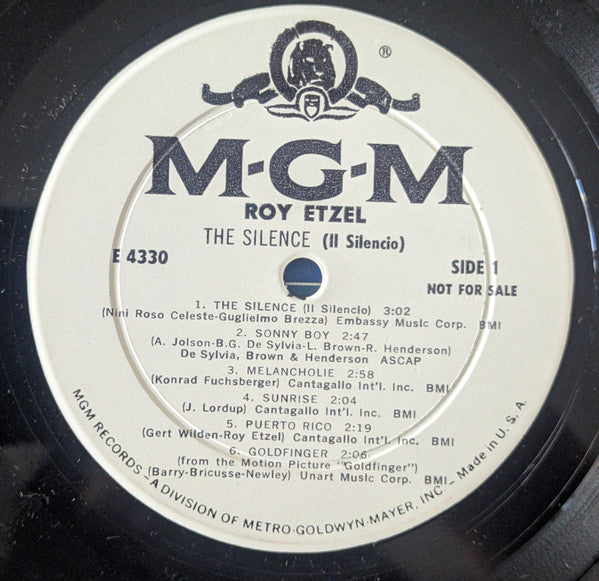 ®
M-G-M
ROY ETZEL
THE SILENCE (Il Silencio)
E 4330
SIDE 1
NOT FOR SALE
1. THE SILENCE (Il Silencio) 3:02
(Nini Roso Celeste-Guglielmo Brezza) Embassy Music Corp. BMI
2. SONNY BOY 2:47
(A. Jolson-B.G. De Sylvia-L. Brown-R. Henderson)
De Sylvia, Brown & Henderson ASCAP
3. MELANCHOLIE 2:58
(Konrad Fuchsberger) Cantagallo Int'l. Inc. BMI
4. SUNRISE 2:04
(J. Lordup) Cantagallo Int'l. Inc. BMI
5. PUERTO RICO 2:19
(Gert Wilden-Roy Etzel) Cantagallo Int'l. Inc. BMI
6. GOLDFINGER 2:06
(from the Motion Picture "Goldfinger")
(Barry-Bricusse-Newley) Unart Music Corp. BMI
MGM RECORDS—A DIVISION OF METRO-GOLDWYN-MAYER, INC.—Made in U.S.A.